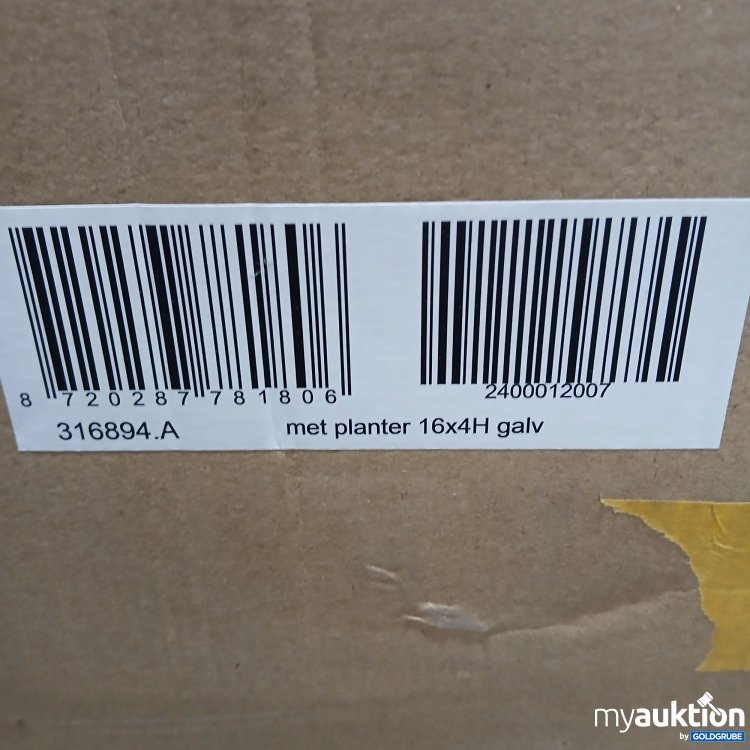 8 720287 781806
2400012007
316894.A
met planter 16x4H galv
myauktion
by GOLDGRUBE